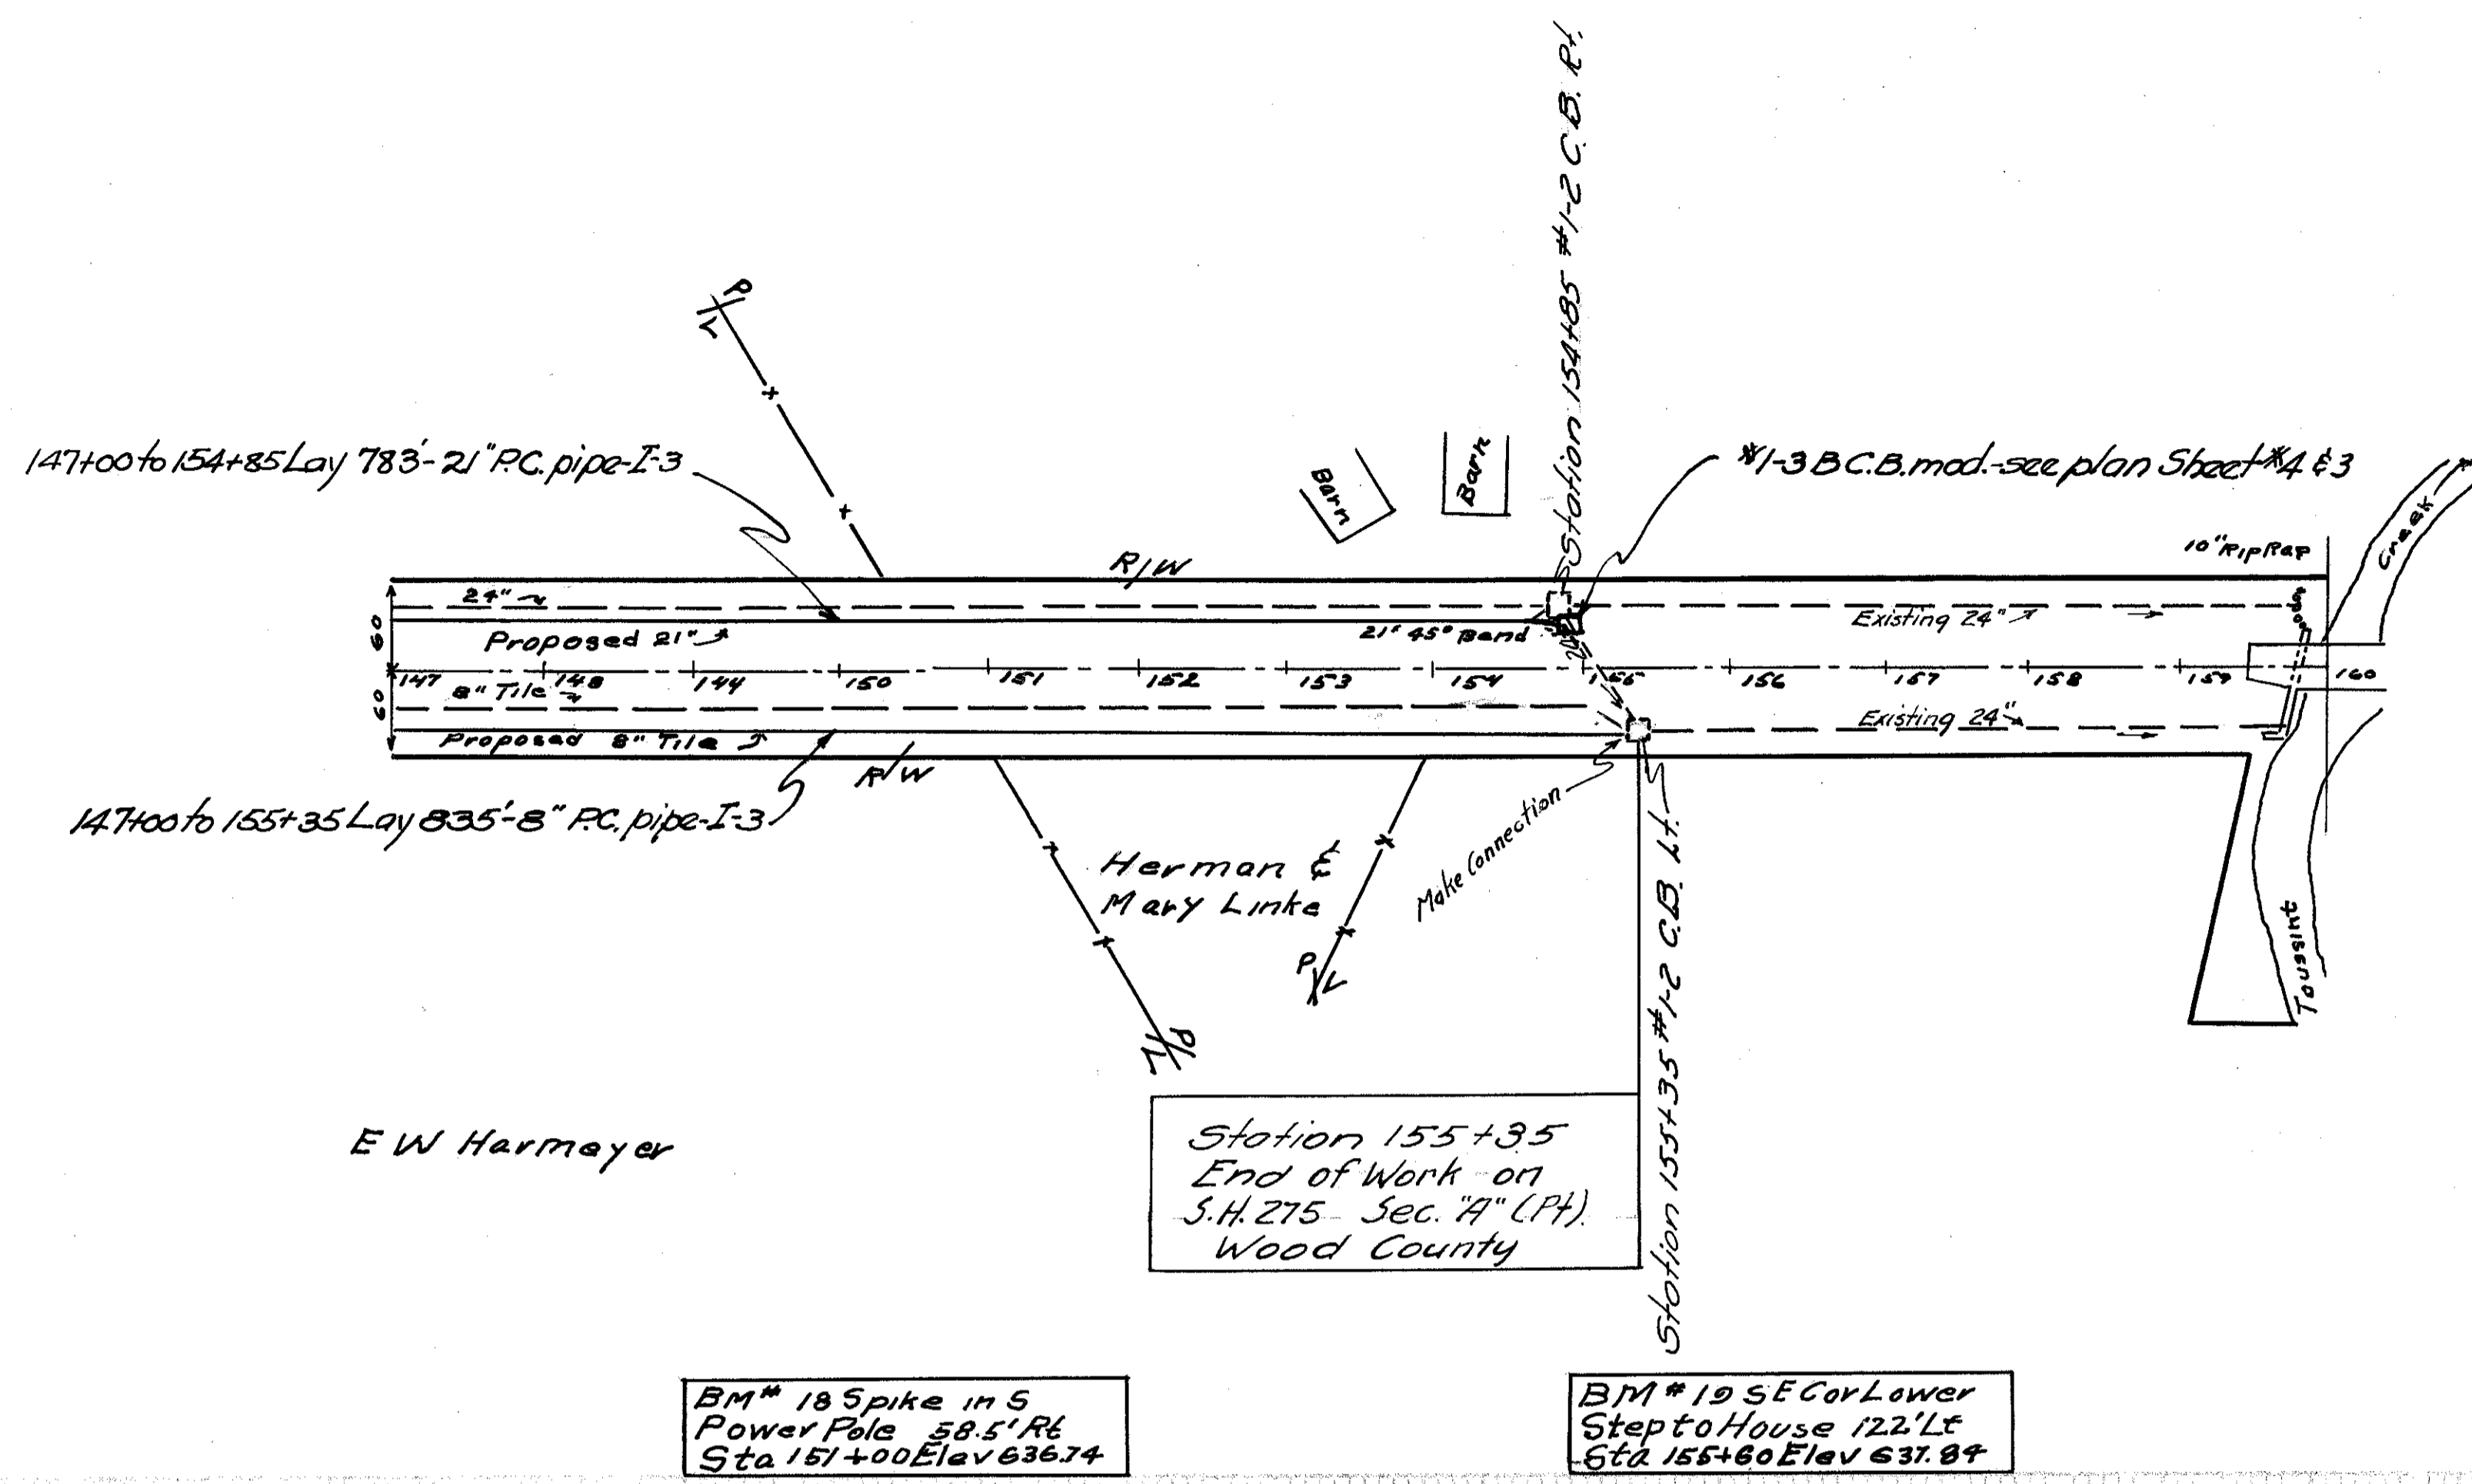 Station 154+85 #1-2 C.B. Rt.
P/L
147+00 to 154+85 Lay 783'-21" P.C. pipe-I-3
Barn
Barn
#1-3 B C.B. mod.-see plan Sheet #4 & 3
Creek
10" Rip Rap
R/W
24"
Existing 24"
60
Proposed 21"
21" 45° Bend
147
148
144
150
151
152
153
154
155
156
157
158
159
160
60
8" Tile
Existing 24"
Proposed 8" Tile
R/W
147+00 to 155+35 Lay 835'-8" P.C. pipe-I-3
Make Connection
Herman &
Mary Linke
P/L
P/L
Toussint
Station 155+35 #1-2 C.B. Lt.
E W Harmeyer
Station 155+35
End of Work on
S.H. 275 Sec. "A" (Pt)
Wood County
BM# 18 Spike in S
Power Pole 58.5' Rt
Sta 151+00 Elev 636.74
BM # 19 SE Cor Lower
Step to House 122' Lt
Sta 155+60 Elev 637.84